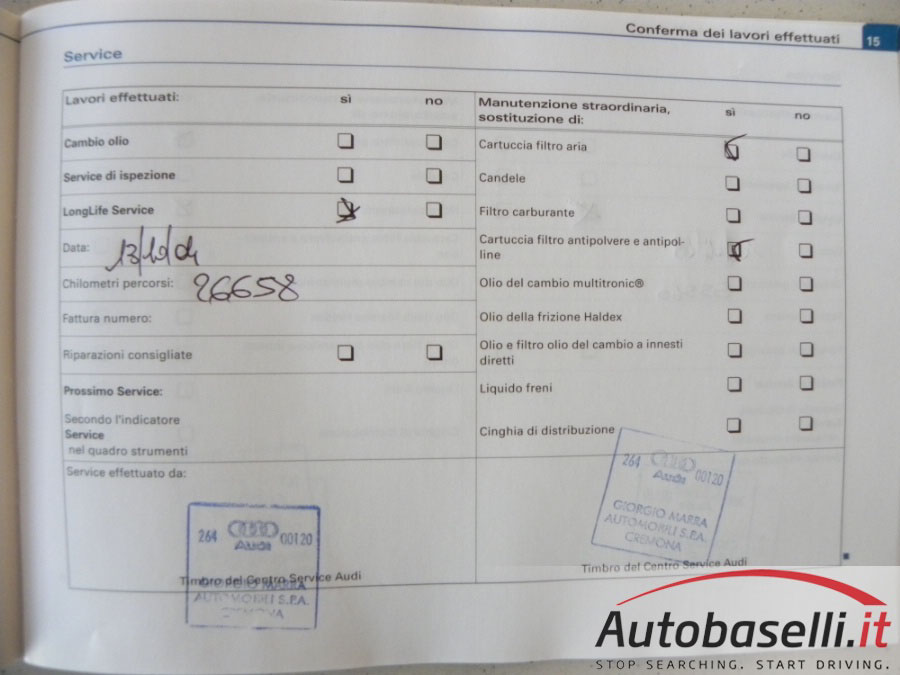 Conferma dei lavori effettuati 15
Service
Lavori effettuati: sì no
Cambio olio
Service di ispezione
LongLife Service
Data: 13/10/04
Chilometri percorsi: 26658
Fattura numero:
Riparazioni consigliate
Prossimo Service:
Secondo l'indicatore
Service
nel quadro strumenti
Service effettuato da:
264 Audi 00120
Timbro del Centro Service Audi
MARRA
AUTOMOBILI S.P.A.
CREMONA
Manutenzione straordinaria, sì no
sostituzione di:
Cartuccia filtro aria
Candele
Filtro carburante
Cartuccia filtro antipolvere e antipol-
line
Olio del cambio multitronic®
Olio della frizione Haldex
Olio e filtro olio del cambio a innesti
diretti
Liquido freni
Cinghia di distribuzione
264 Audi 00120
GIORGIO MARRA
AUTOMOBILI S.P.A.
CREMONA
Timbro del Centro Service Audi
Autobaselli.it
STOP SEARCHING. START DRIVING.